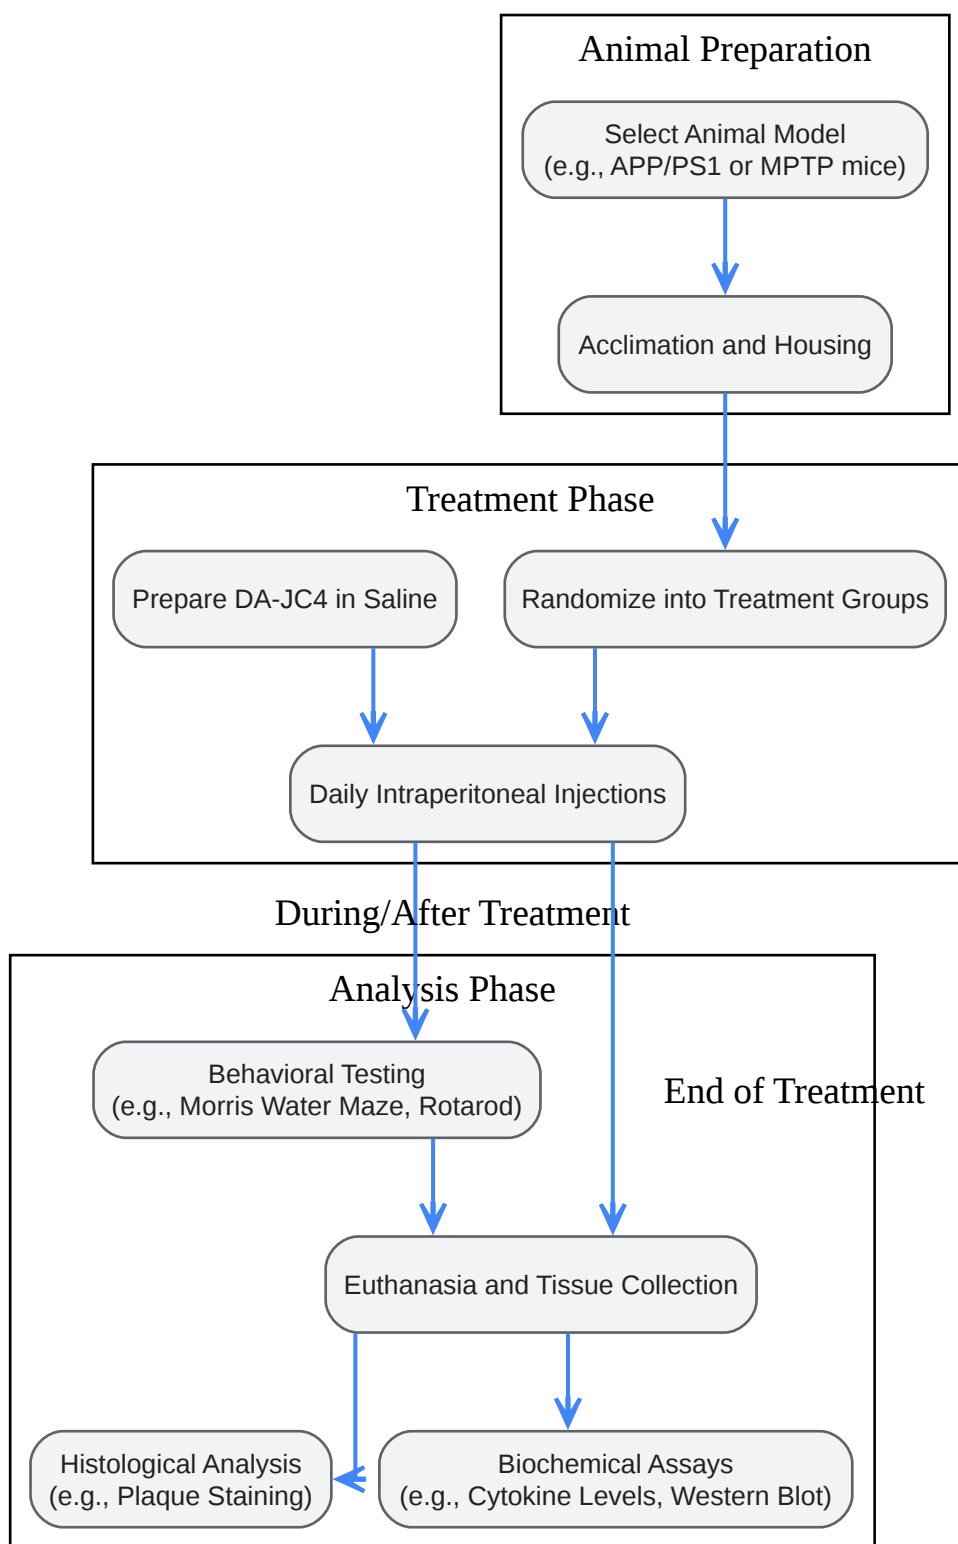 Animal Preparation
Select Animal Model
(e.g., APP/PS1 or MPTP mice)
Acclimation and Housing
Treatment Phase
Prepare DA-JC4 in Saline
Randomize into Treatment Groups
Daily Intraperitoneal Injections
During/After Treatment
Analysis Phase
Behavioral Testing
(e.g., Morris Water Maze, Rotarod)
End of Treatment
Euthanasia and Tissue Collection
Histological Analysis
(e.g., Plaque Staining)
Biochemical Assays
(e.g., Cytokine Levels, Western Blot)